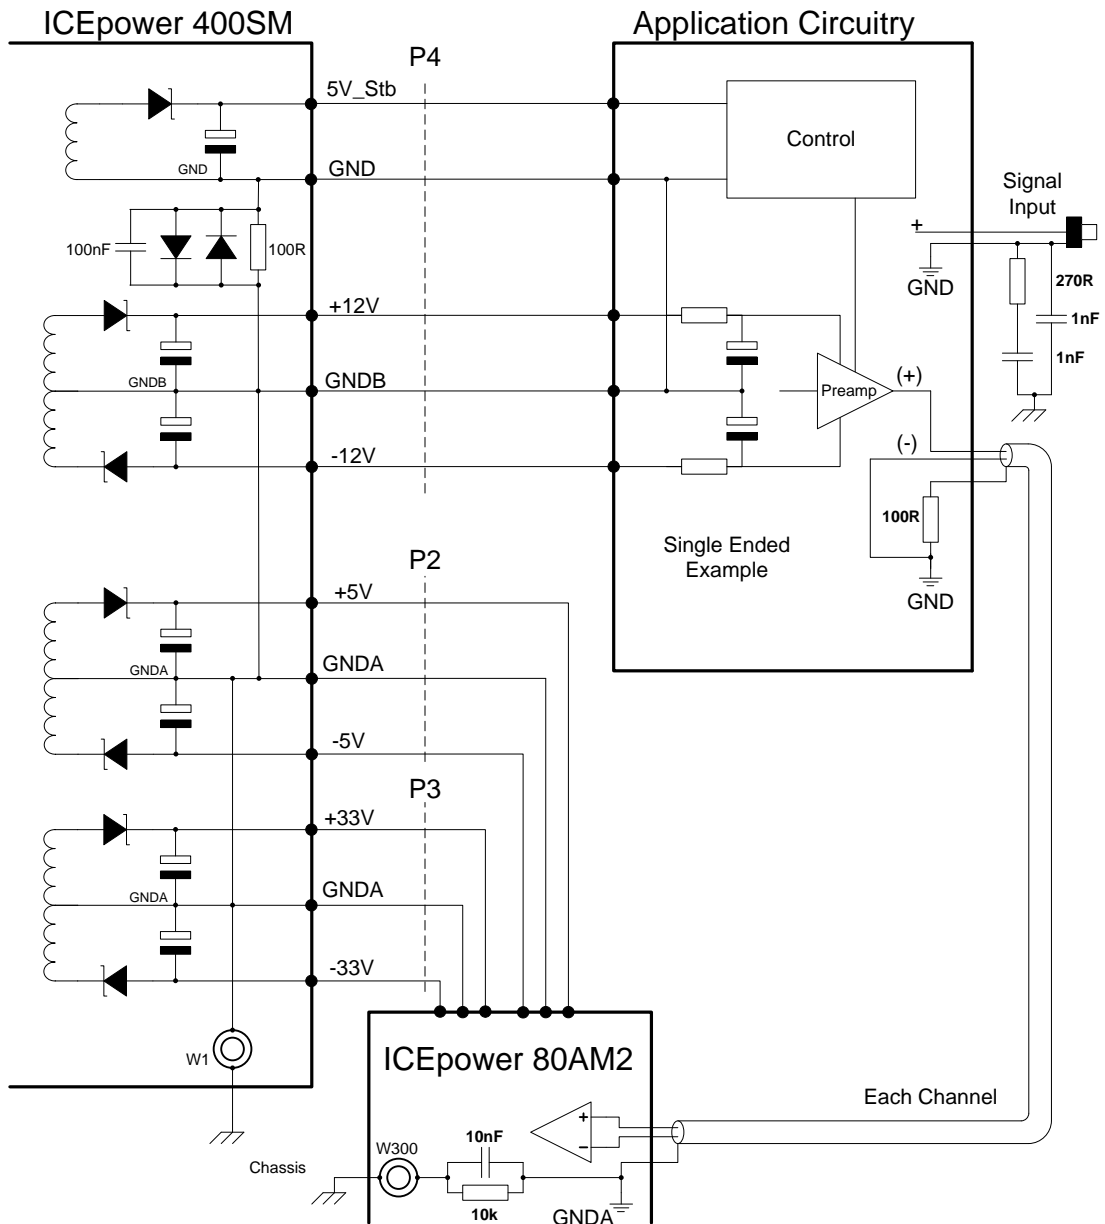 ICEpower 400SM
Application Circuitry
P4
5V_Stb
Control
GND
GND
Signal
Input
+
100nF
100R
GND
270R
1nF
1nF
+12V
GNDB
GNDB
Preamp
(+)
-12V
(-)
100R
Single Ended
Example
GND
P2
+5V
GNDA
GNDA
-5V
P3
+33V
GNDA
GNDA
-33V
W1
ICEpower 80AM2
Each Channel
+
-
10nF
W300
Chassis
10k
GNDA